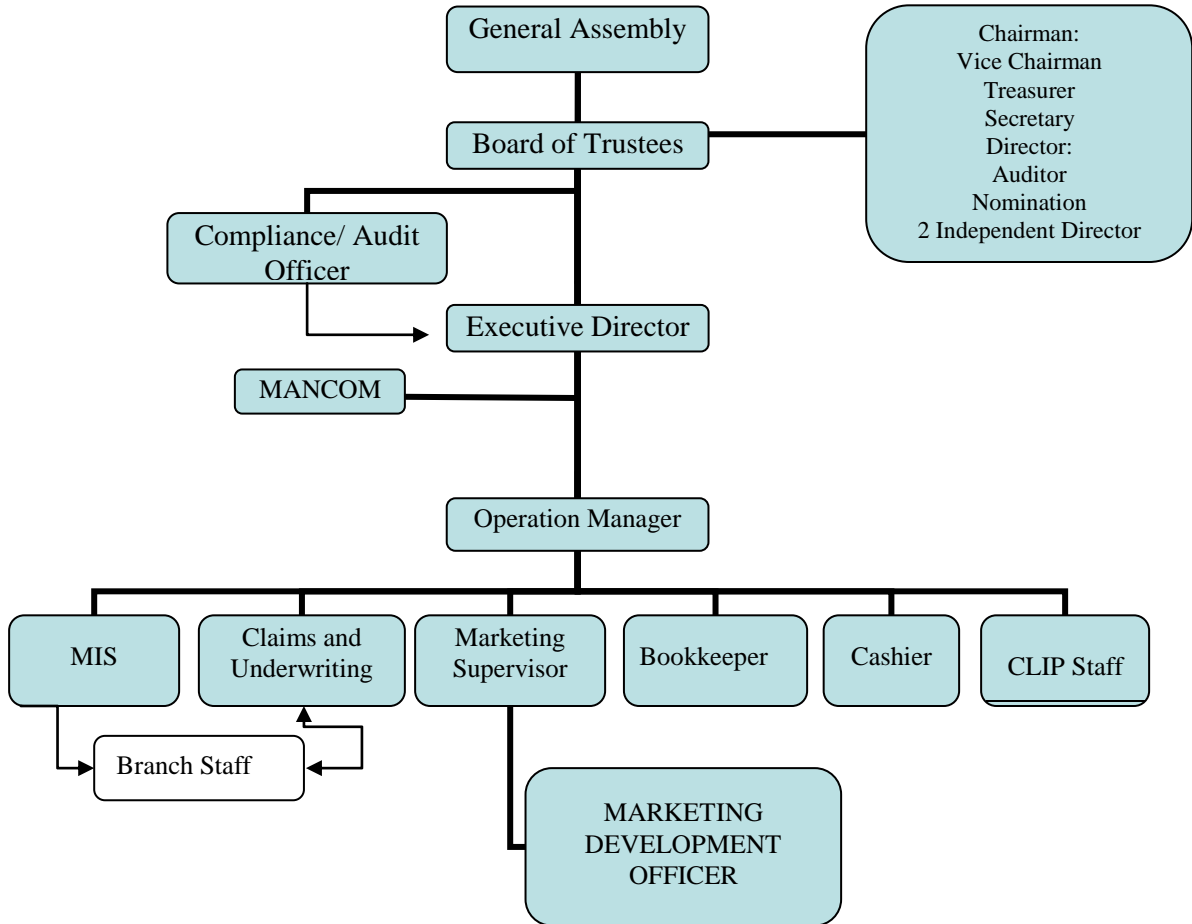 General Assembly
Chairman:
Vice Chairman
Treasurer
Secretary
Director:
Auditor
Nomination
2 Independent Director
Board of Trustees
Compliance/ Audit
Officer
Executive Director
MANCOM
Operation Manager
MIS
Claims and
Underwriting
Marketing
Supervisor
Bookkeeper
Cashier
CLIP Staff
Branch Staff
MARKETING
DEVELOPMENT
OFFICER